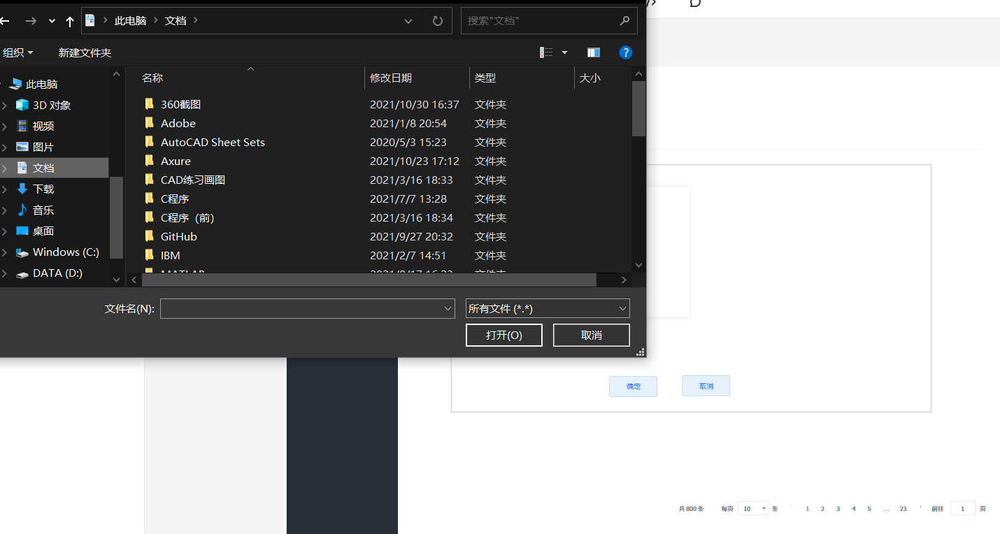 此电脑 文档
搜索"文档"
组织 新建文件夹
此电脑
3D 对象
视频
图片
文档
下载
音乐
桌面
Windows (C:)
DATA (D:)
名称 修改日期 类型 大小
360截图 2021/10/30 16:37 文件夹
Adobe 2021/1/8 20:54 文件夹
AutoCAD Sheet Sets 2020/5/3 15:23 文件夹
Axure 2021/10/23 17:12 文件夹
CAD练习画图 2021/3/16 18:33 文件夹
C程序 2021/7/7 13:28 文件夹
C程序（前） 2021/3/16 18:34 文件夹
GitHub 2021/9/27 20:32 文件夹
IBM 2021/2/7 14:51 文件夹
MATLAB 文件夹
文件名(N): 所有文件 (*.*)
打开(O) 取消
确定 取消
共 800 条 每页 10 条 1 2 3 4 5 … 23 前往 1 页